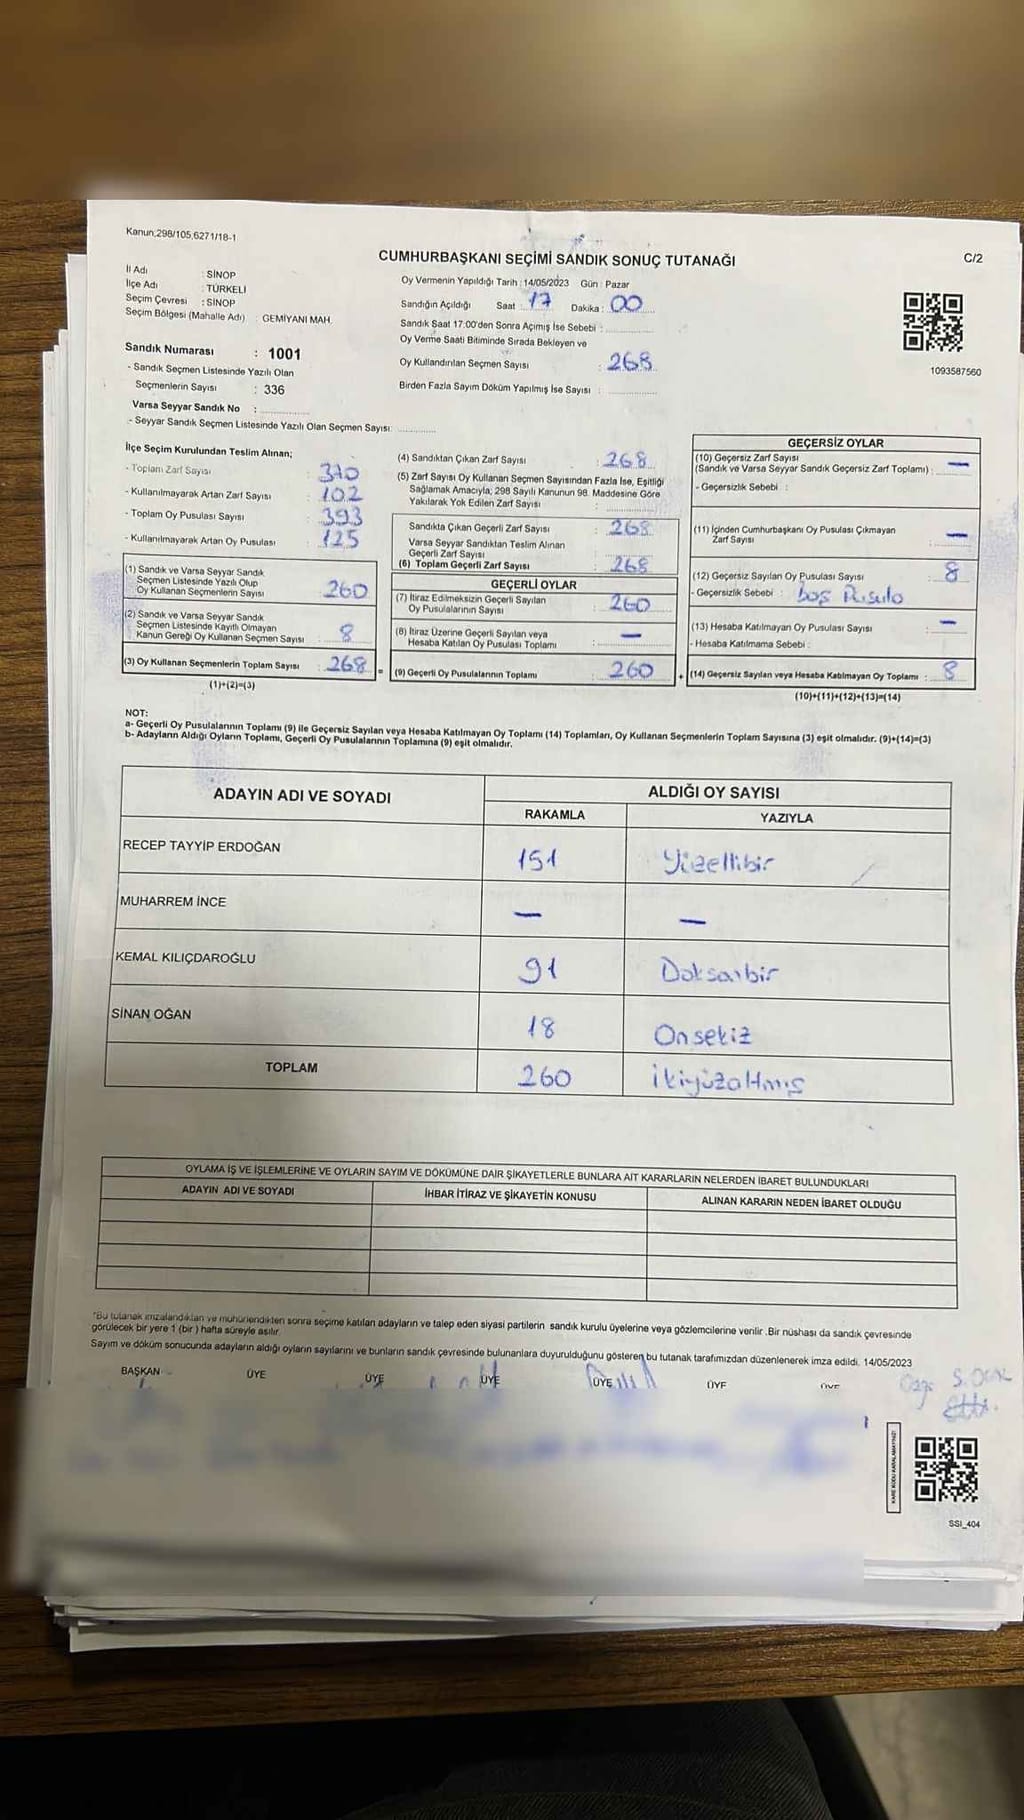 Kanun,298/105,6271/18-1
CUMHURBAŞKANI SEÇİMİ SANDIK SONUÇ TUTANAĞI
C/2
İl Adı : SİNOP
İlçe Adı : TÜRKELİ
Seçim Çevresi : SİNOP
Seçim Bölgesi (Mahalle Adı) : GEMİYANI MAH.
Sandık Numarası : 1001
- Sandık Seçmen Listesinde Yazılı Olan
Seçmenlerin Sayısı : 336
Varsa Seyyar Sandık No :
- Seyyar Sandık Seçmen Listesinde Yazılı Olan Seçmen Sayısı:
Oy Vermenin Yapıldığı Tarih : 14/05/2023 Gün : Pazar
Sandığın Açıldığı Saat : 17 Dakika : 00
Sandık Saat 17:00'den Sonra Açımış İse Sebebi :
Oy Verme Saati Bitiminde Sırada Bekleyen ve
Oy Kullandırılan Seçmen Sayısı : 268
Birden Fazla Sayım Döküm Yapılmış İse Sayısı :
1093587560
İlçe Seçim Kurulundan Teslim Alınan;
- Toplam Zarf Sayısı : 370
- Kullanılmayarak Artan Zarf Sayısı : 102
- Toplam Oy Pusulası Sayısı : 393
- Kullanılmayarak Artan Oy Pusulası : 125
(1) Sandık ve Varsa Seyyar Sandık
Seçmen Listesinde Yazılı Olup
Oy Kullanan Seçmenlerin Sayısı : 260
(2) Sandık ve Varsa Seyyar Sandık
Seçmen Listesinde Kayıtlı Olmayan
Kanun Gereği Oy Kullanan Seçmen Sayısı : 8
(3) Oy Kullanan Seçmenlerin Toplam Sayısı : 268 =
(1)+(2)=(3)
(4) Sandıktan Çıkan Zarf Sayısı : 268
(5) Zarf Sayısı Oy Kullanan Seçmen Sayısından Fazla İse, Eşitliği
Sağlamak Amacıyla; 298 Sayılı Kanunun 98. Maddesine Göre
Yakılarak Yok Edilen Zarf Sayısı :
Sandıkta Çıkan Geçerli Zarf Sayısı : 268
Varsa Seyyar Sandıktan Teslim Alınan
Geçerli Zarf Sayısı :
(6) Toplam Geçerli Zarf Sayısı : 268
GEÇERLİ OYLAR
(7) İtiraz Edilmeksizin Geçerli Sayılan
Oy Pusulalarının Sayısı : 260
(8) İtiraz Üzerine Geçerli Sayılan veya
Hesaba Katılan Oy Pusulası Toplamı : —
(9) Geçerli Oy Pusulalarının Toplamı : 260 +
GEÇERSİZ OYLAR
(10) Geçersiz Zarf Sayısı
(Sandık ve Varsa Seyyar Sandık Geçersiz Zarf Toplamı) : —
- Geçersizlik Sebebi :
(11) İçinden Cumhurbaşkanı Oy Pusulası Çıkmayan
Zarf Sayısı : —
(12) Geçersiz Sayılan Oy Pusulası Sayısı : 8
- Geçersizlik Sebebi : Boş Pusula
(13) Hesaba Katılmayan Oy Pusulası Sayısı : —
- Hesaba Katılmama Sebebi :
(14) Geçersiz Sayılan veya Hesaba Katılmayan Oy Toplamı : 8
(10)+(11)+(12)+(13)=(14)
NOT:
a- Geçerli Oy Pusulalarının Toplamı (9) ile Geçersiz Sayılan veya Hesaba Katılmayan Oy Toplamı (14) Toplamları, Oy Kullanan Seçmenlerin Toplam Sayısına (3) eşit olmalıdır. (9)+(14)=(3)
b- Adayların Aldığı Oyların Toplamı, Geçerli Oy Pusulalarının Toplamına (9) eşit olmalıdır.
ADAYIN ADI VE SOYADI ALDIĞI OY SAYISI
RAKAMLA YAZIYLA
RECEP TAYYİP ERDOĞAN 151 Yüzellibir
MUHARREM İNCE — —
KEMAL KILIÇDAROĞLU 91 Doksanbir
SİNAN OĞAN 18 Onsekiz
TOPLAM 260 İkiyüzaltmış
OYLAMA İŞ VE İŞLEMLERİNE VE OYLARIN SAYIM VE DÖKÜMÜNE DAİR ŞİKAYETLERLE BUNLARA AİT KARARLARIN NELERDEN İBARET BULUNDUKLARI
ADAYIN ADI VE SOYADI İHBAR İTİRAZ VE ŞİKAYETİN KONUSU ALINAN KARARIN NEDEN İBARET OLDUĞU
*Bu tutanak imzalandıktan ve mühürlendikten sonra seçime katılan adayların ve talep eden siyasi partilerin sandık kurulu üyelerine veya gözlemcilerine verilir .Bir nüshası da sandık çevresinde
görülecek bir yere 1 (bir ) hafta süreyle asılır.
Sayım ve döküm sonucunda adayların aldığı oyların sayılarını ve bunların sandık çevresinde bulunanlara duyurulduğunu gösteren bu tutanak tarafımızdan düzenlenerek imza edildi. 14/05/2023
BAŞKAN ÜYE ÜYE ÜYE ÜYE ÜYE ÜYE
KARE KODU KARALAMAYINIZ!
SSI_404